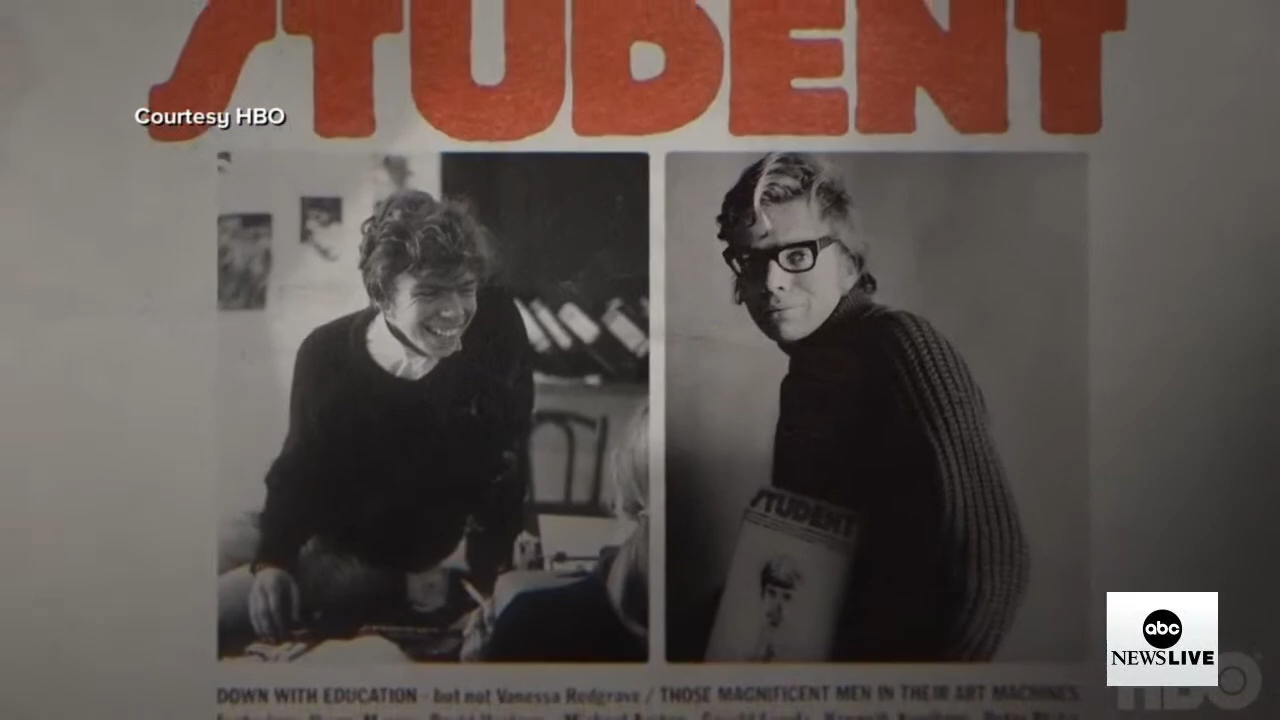 STUDENT
Courtesy HBO
STUDENT
abc
NEWS LIVE
HBO
DOWN WITH EDUCATION - but not Vanessa Redgrave / THOSE MAGNIFICENT MEN IN THEIR ART MACHINES